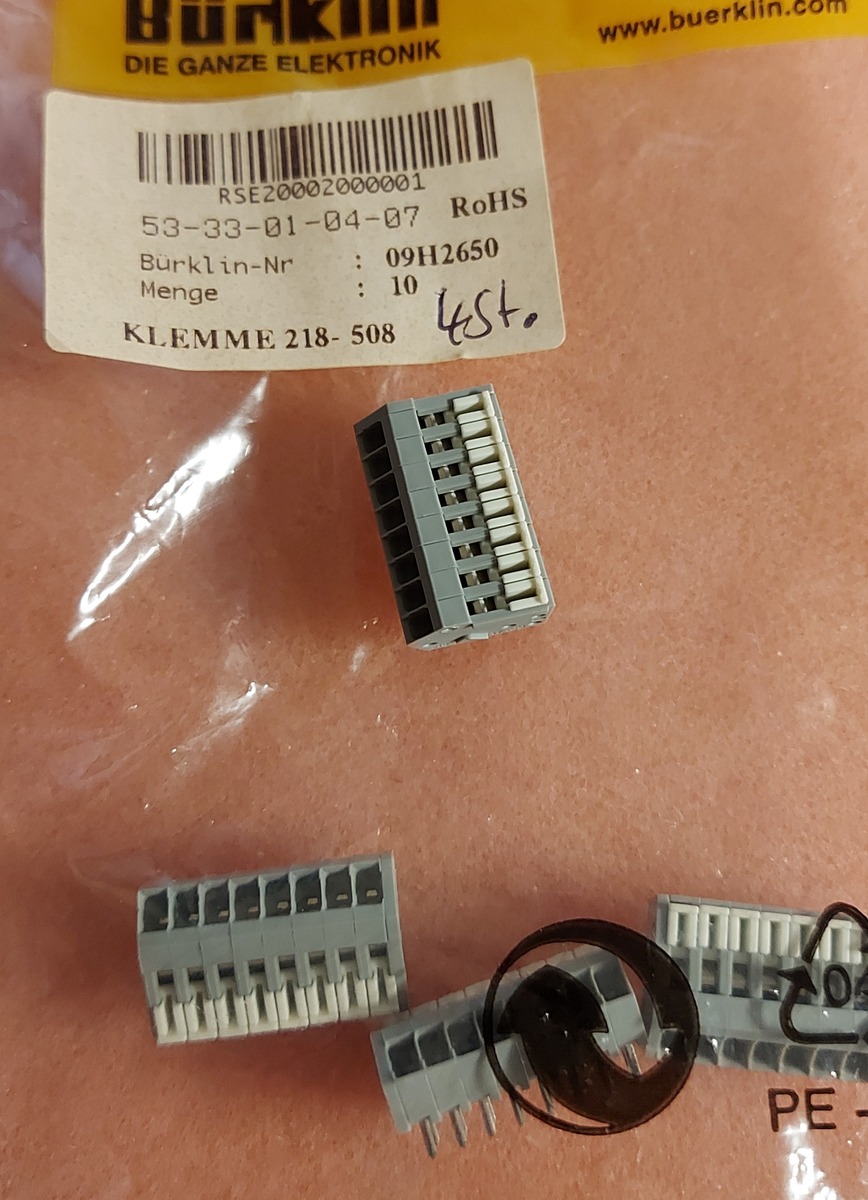 Bürklin
www.buerklin.com
DIE GANZE ELEKTRONIK
RSE20002000001
53-33-01-04-07 RoHS
Bürklin-Nr : 09H2650
Menge : 10
KLEMME 218- 508 4St.
04
PE -